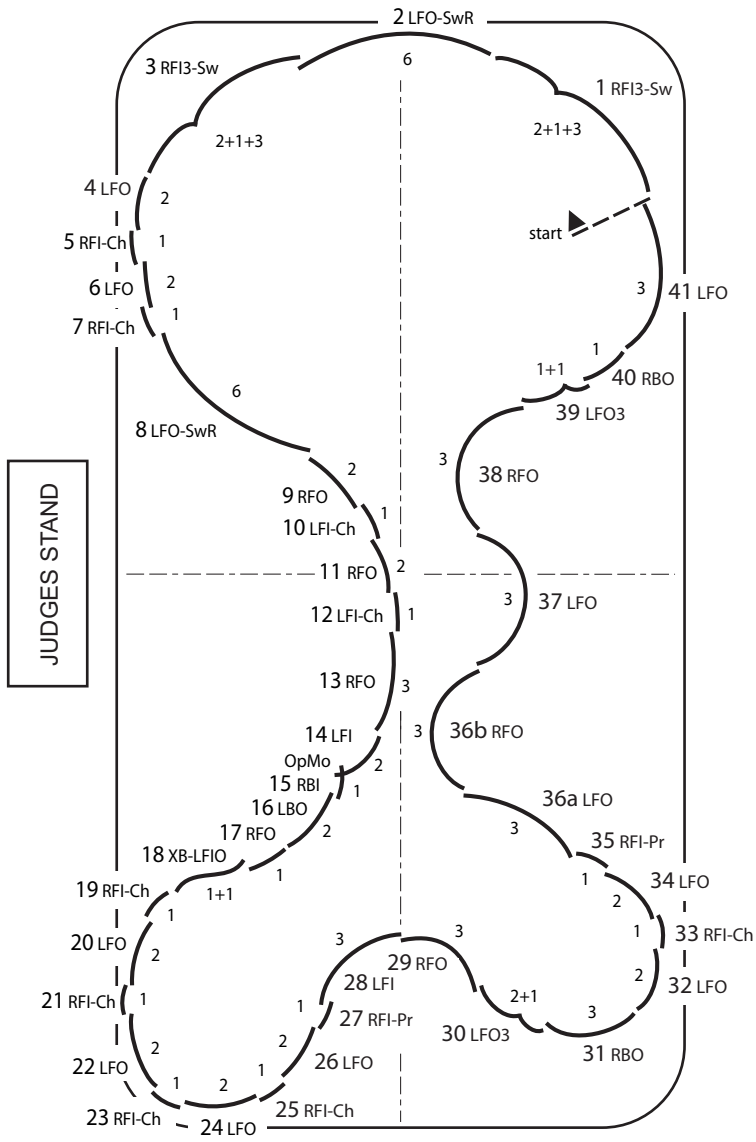 2 LFO-SwR
6
3 RFI3-Sw
1 RFI3-Sw
2+1+3
2+1+3
4 LFO
2
start
5 RFI-Ch
1
6 LFO
2
3
41 LFO
7 RFI-Ch
1
1
1+1
40 RBO
6
39 LFO3
8 LFO-SwR
3
38 RFO
2
9 RFO
1
10 LFI-Ch
11 RFO
2
3
37 LFO
12 LFI-Ch
1
JUDGES STAND
13 RFO
3
14 LFI
3
36b RFO
OpMo
2
15 RBI
1
36a LFO
16 LBO
2
3
17 RFO
35 RFI-Pr
18 XB-LFIO
1
1
34 LFO
19 RFI-Ch
1+1
2
1
1
33 RFI-Ch
20 LFO
2
3
3
29 RFO
2
32 LFO
28 LFI
21 RFI-Ch
1
1
2+1
3
27 RFI-Pr
30 LFO3
2
2
31 RBO
22 LFO
26 LFO
1
2
1
23 RFI-Ch
25 RFI-Ch
24 LFO